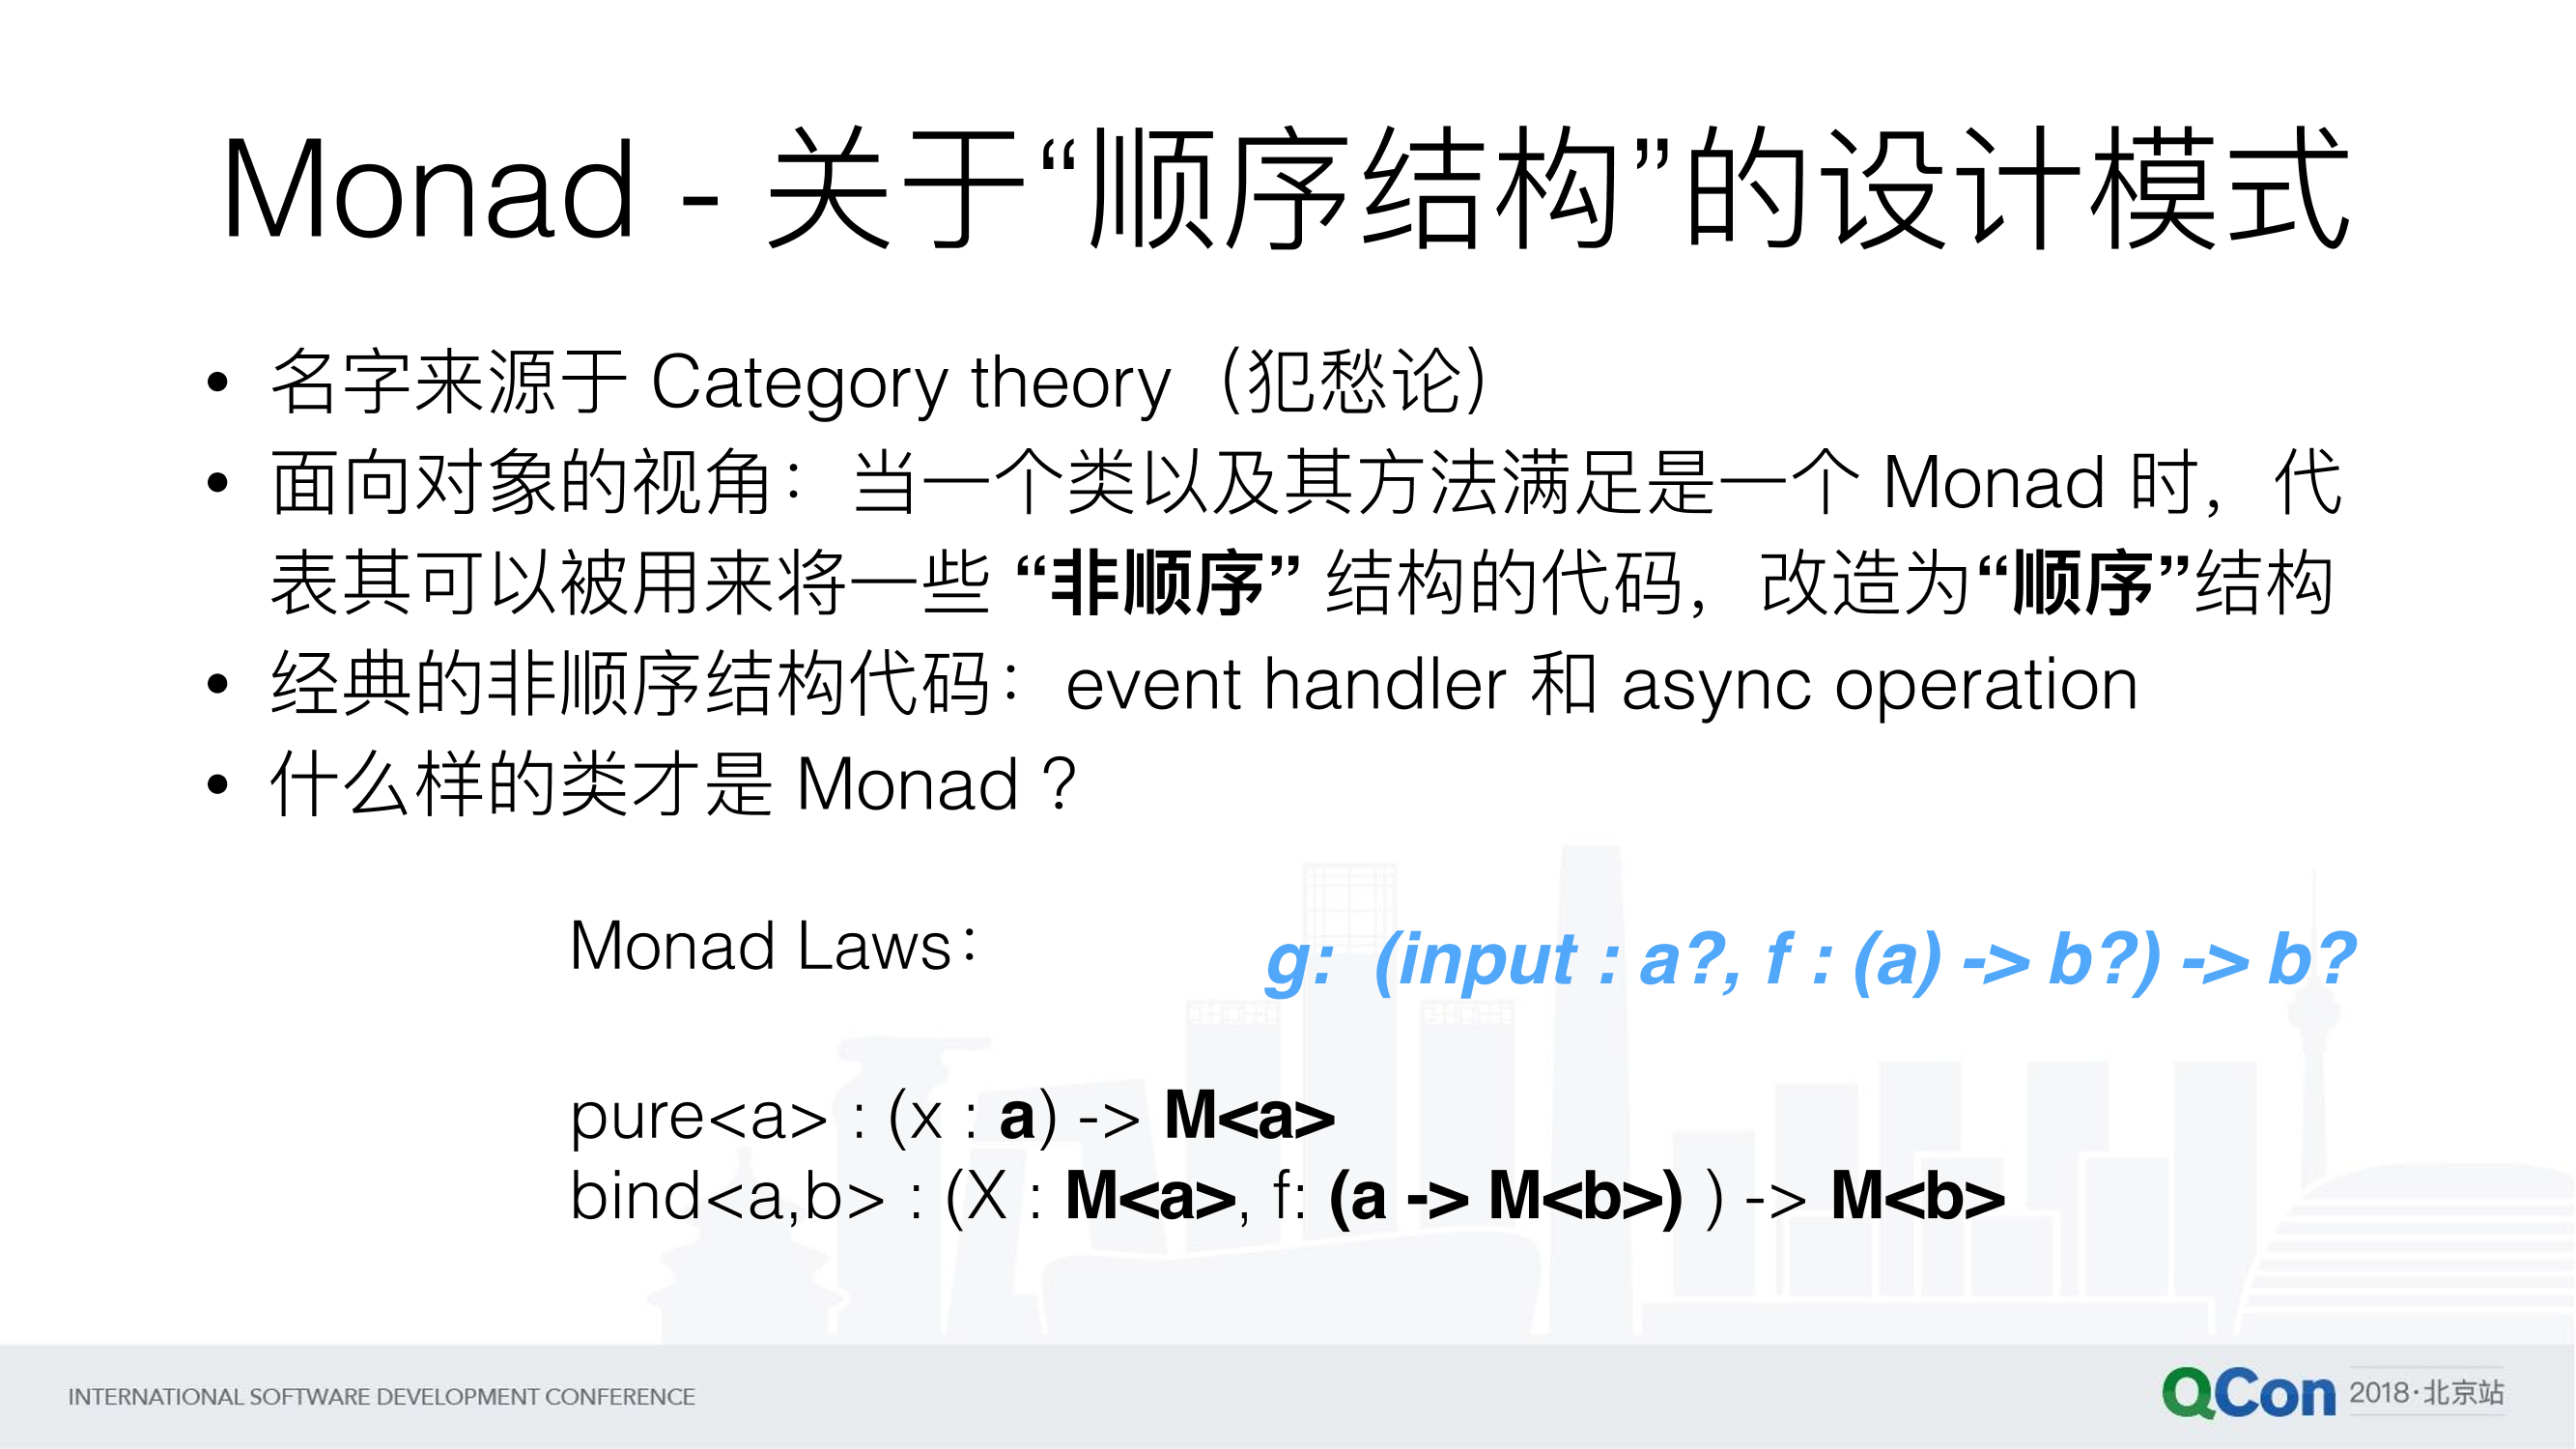 Monad - 关于“顺序结构”的设计模式
• 名字来源于 Category theory（犯愁论）
• 面向对象的视角：当一个类以及其方法满足是一个 Monad 时，代
表其可以被用来将一些 “非顺序” 结构的代码，改造为“顺序”结构
• 经典的非顺序结构代码：event handler 和 async operation
• 什么样的类才是 Monad？
Monad Laws：
g: (input : a?, f : (a) -> b?) -> b?
pure<a> : (x : a) -> M<a>
bind<a,b> : (X : M<a>, f: (a -> M<b>) ) -> M<b>
INTERNATIONAL SOFTWARE DEVELOPMENT CONFERENCE
QCon 2018·北京站